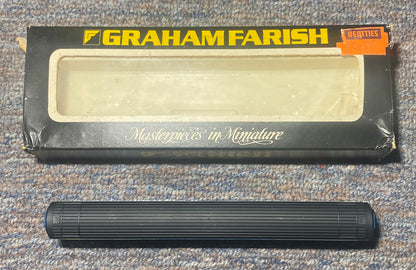 GRAHAM FARISH
BEATTIES
Masterpieces in Miniature